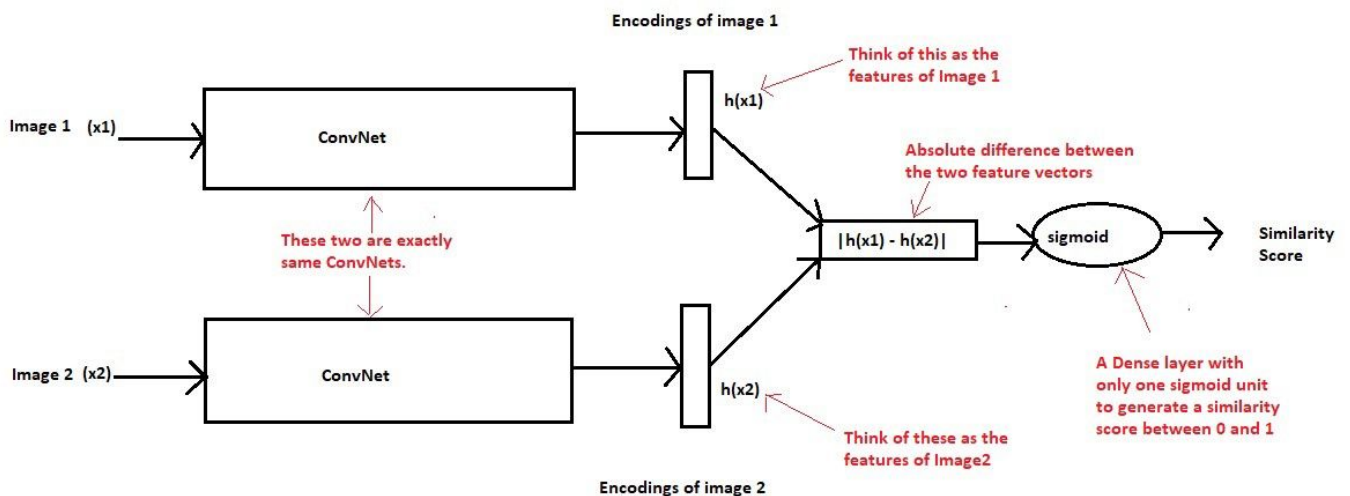 Encodings of image 1
Think of this as the
features of Image 1
h(x1)
Image 1 (x1)
ConvNet
Absolute difference between
the two feature vectors
These two are exactly
same ConvNets.
|h(x1) - h(x2)|
sigmoid
Similarity
Score
Image 2 (x2)
ConvNet
h(x2)
A Dense layer with
only one sigmoid unit
to generate a similarity
score between 0 and 1
Think of these as the
features of Image2
Encodings of image 2